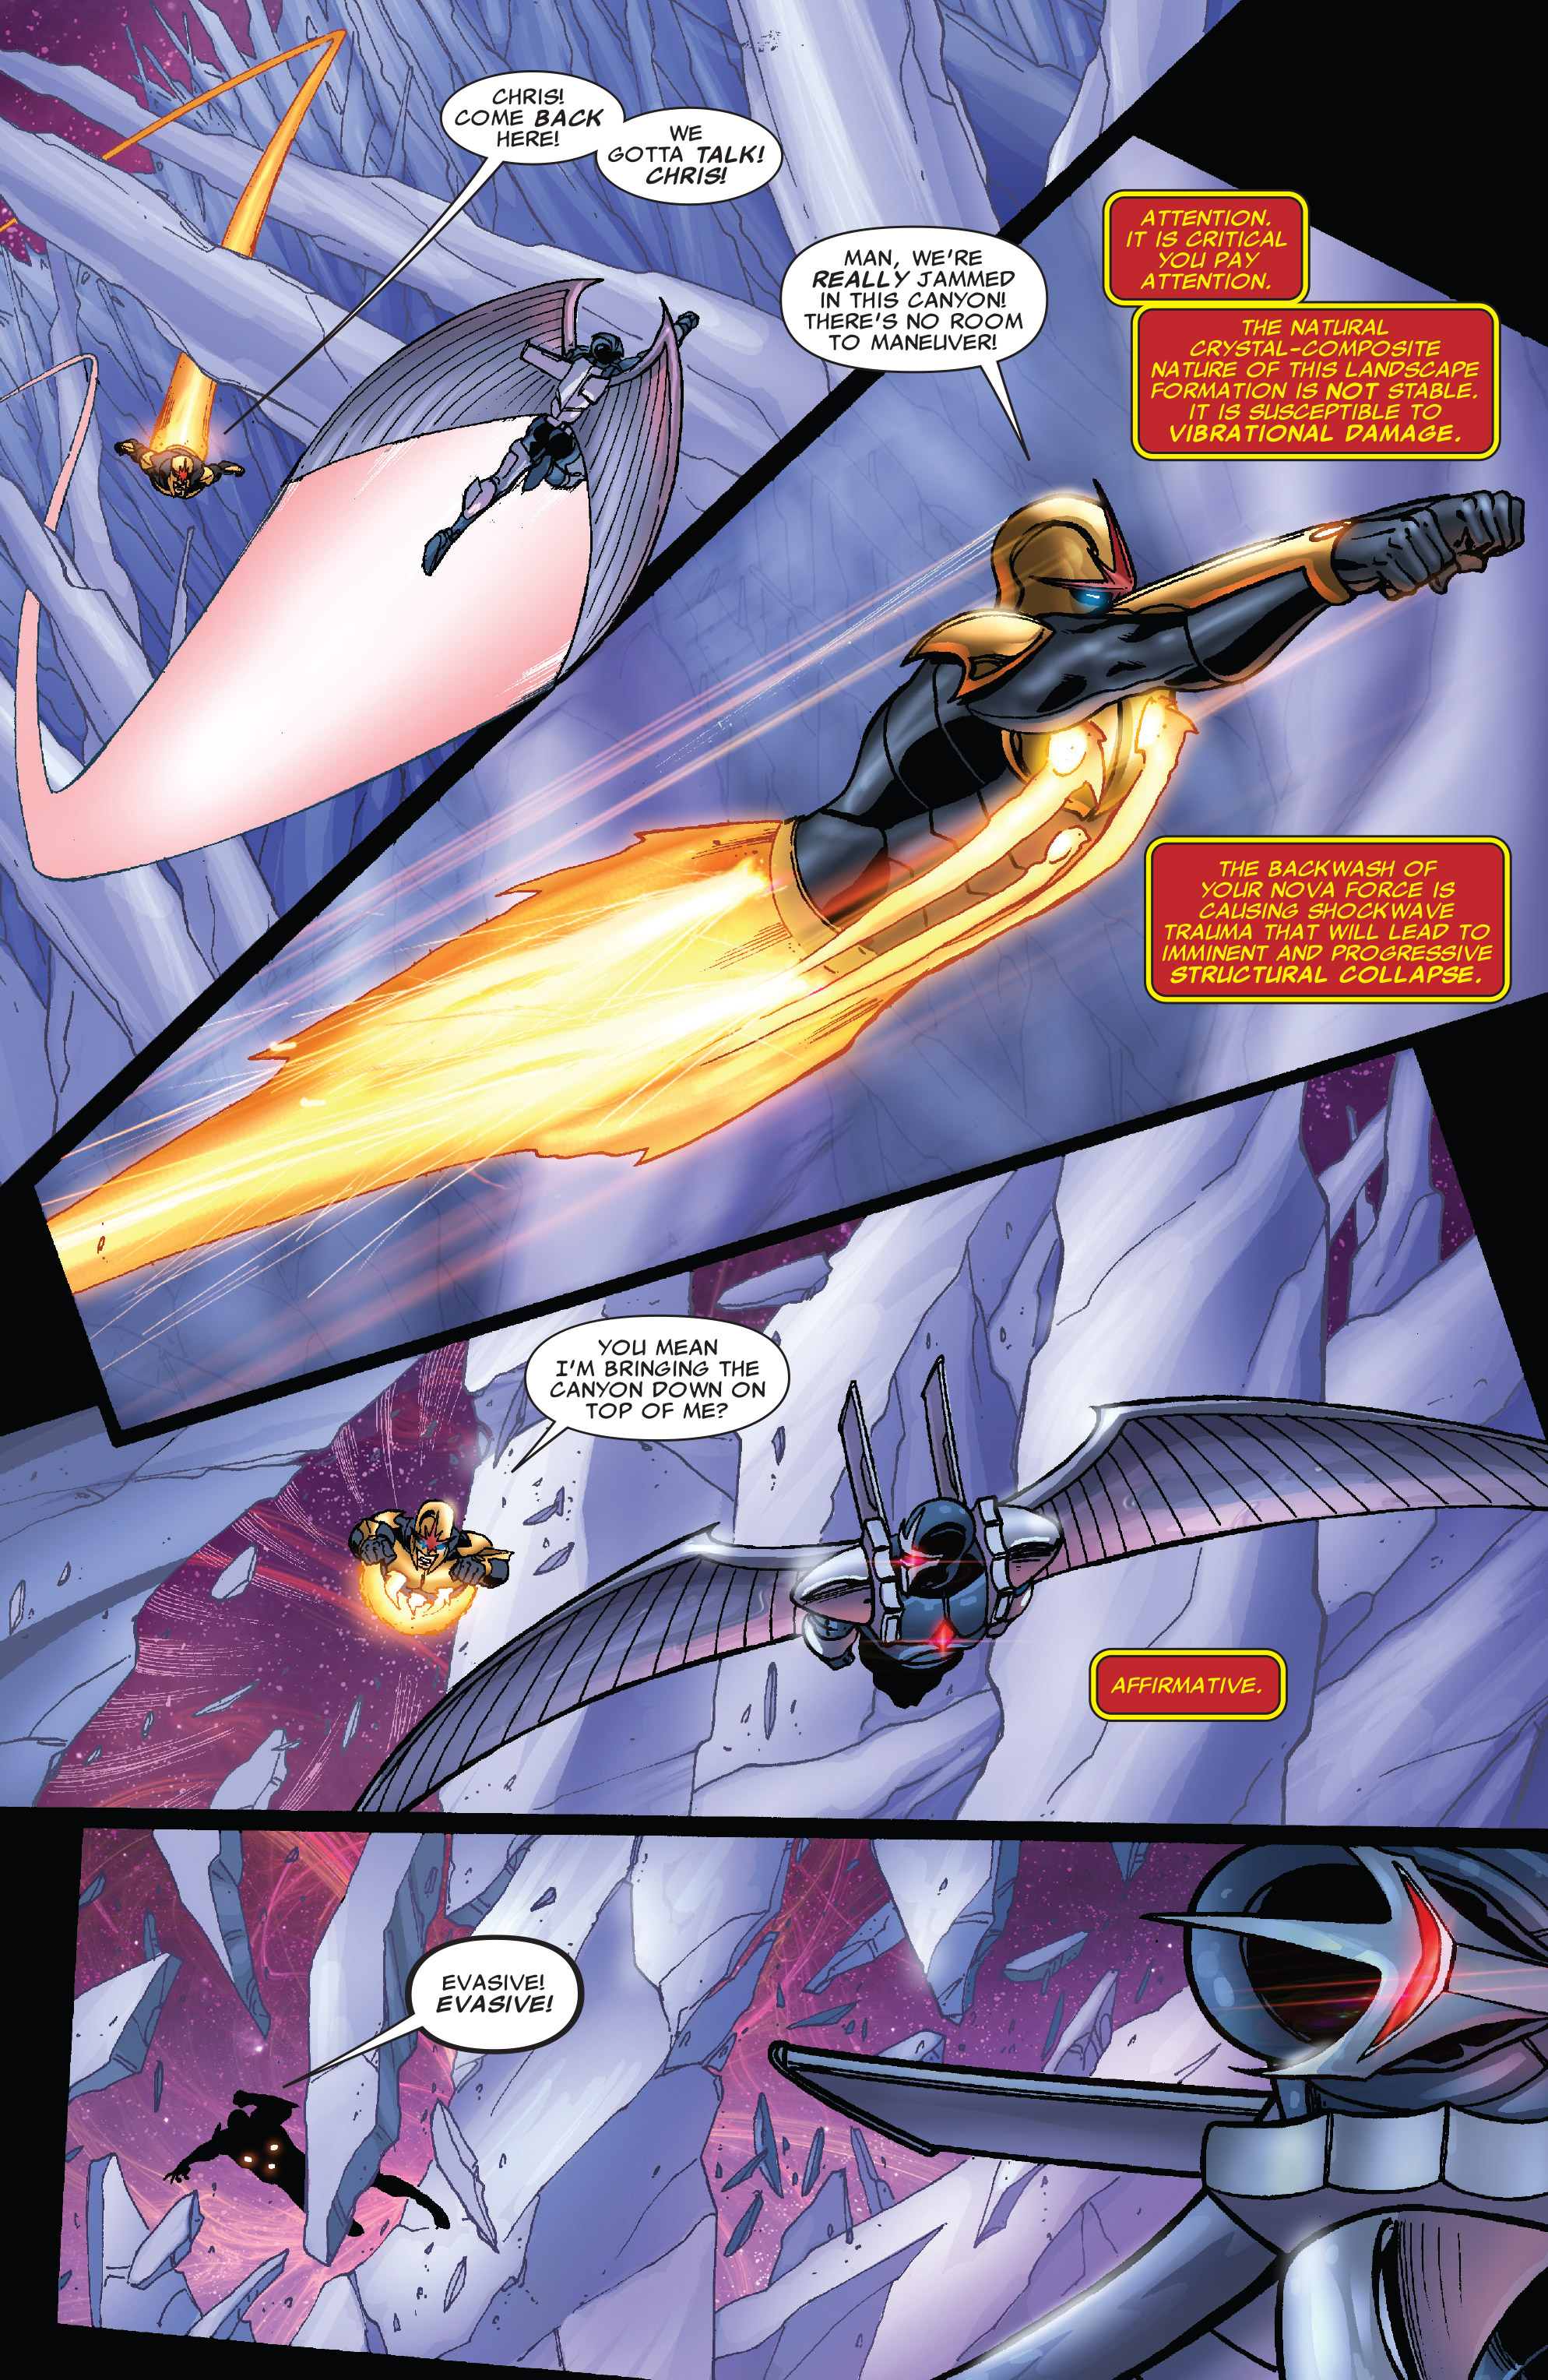 CHRIS!
COME BACK
HERE!
WE
GOTTA TALK!
CHRIS!
MAN, WE'RE
REALLY JAMMED
IN THIS CANYON!
THERE'S NO ROOM
TO MANEUVER!
ATTENTION.
IT IS CRITICAL
YOU PAY
ATTENTION.
THE NATURAL
CRYSTAL-COMPOSITE
NATURE OF THIS LANDSCAPE
FORMATION IS NOT STABLE.
IT IS SUSCEPTIBLE TO
VIBRATIONAL DAMAGE.
THE BACKWASH OF
YOUR NOVA FORCE IS
CAUSING SHOCKWAVE
TRAUMA THAT WILL LEAD TO
IMMINENT AND PROGRESSIVE
STRUCTURAL COLLAPSE.
YOU MEAN
I'M BRINGING THE
CANYON DOWN ON
TOP OF ME?
AFFIRMATIVE.
EVASIVE!
EVASIVE!